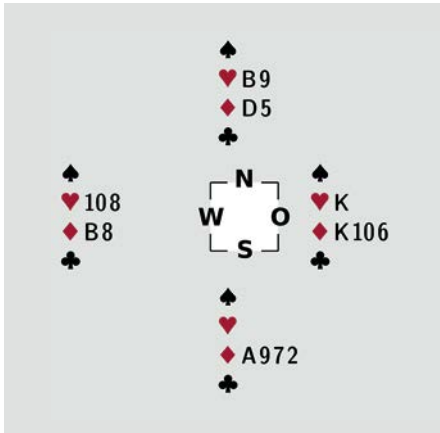 ♠
♥ B9
♦ D5
♣
♠
♥ 108
♦ B8
♣
N
W O
S
♠
♥ K
♦ K106
♣
♠
♥
♦ A972
♣